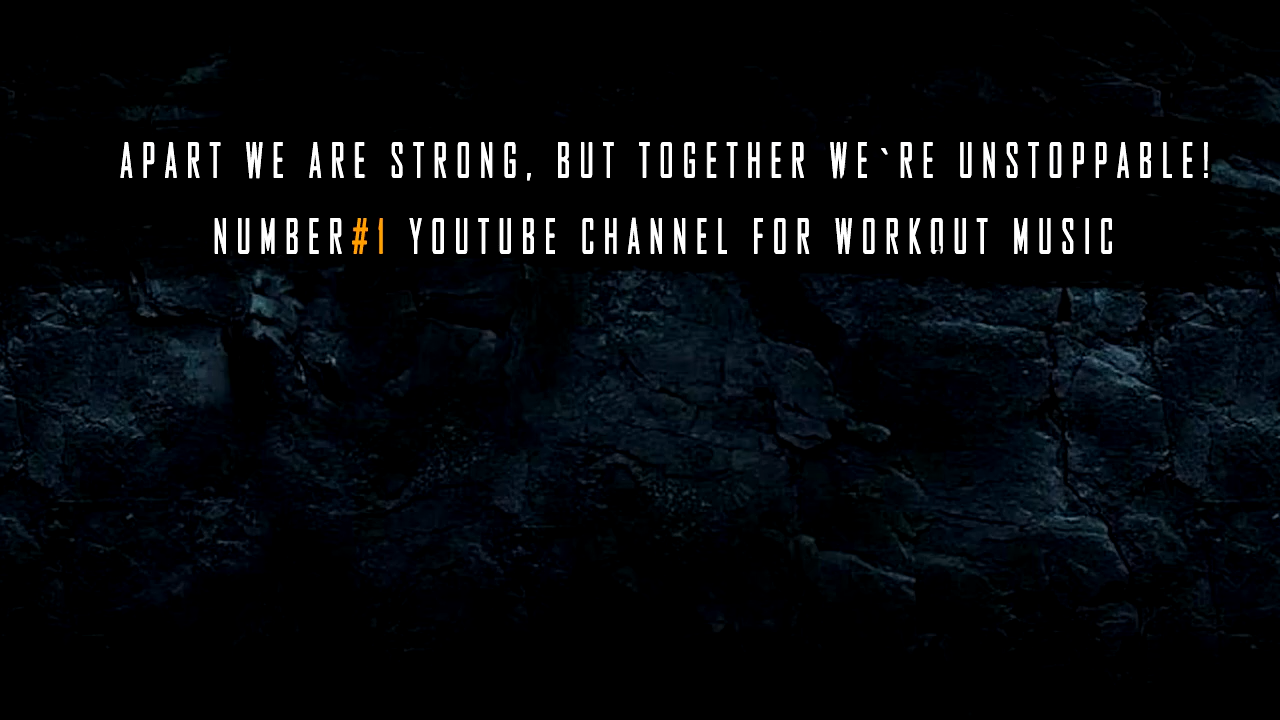 APART WE ARE STRONG, BUT TOGETHER WE`RE UNSTOPPABLE!
NUMBER#1 YOUTUBE CHANNEL FOR WORKOUT MUSIC